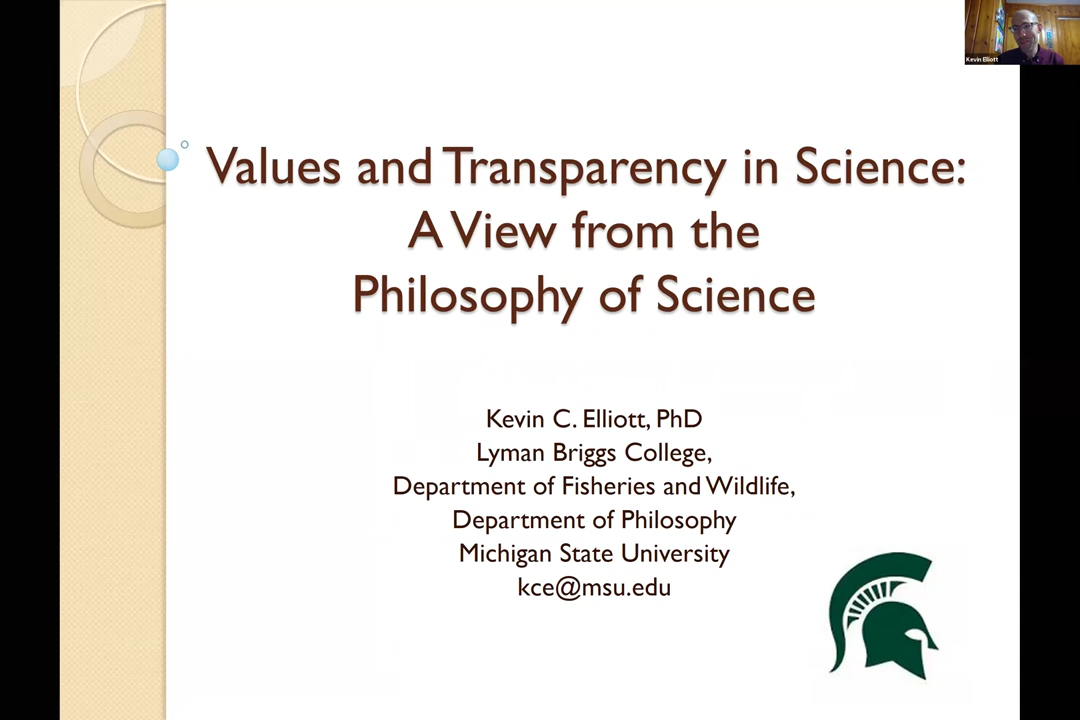 Kevin Elliott
Values and Transparency in Science:
A View from the
Philosophy of Science
Kevin C. Elliott, PhD
Lyman Briggs College,
Department of Fisheries and Wildlife,
Department of Philosophy
Michigan State University
kce@msu.edu